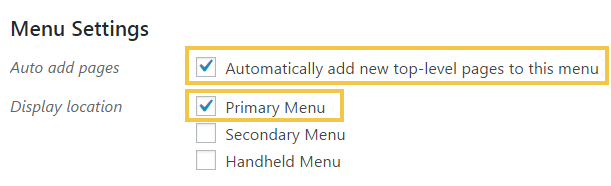 Menu Settings
Auto add pages Automatically add new top-level pages to this menu
Display location Primary Menu
Secondary Menu
Handheld Menu